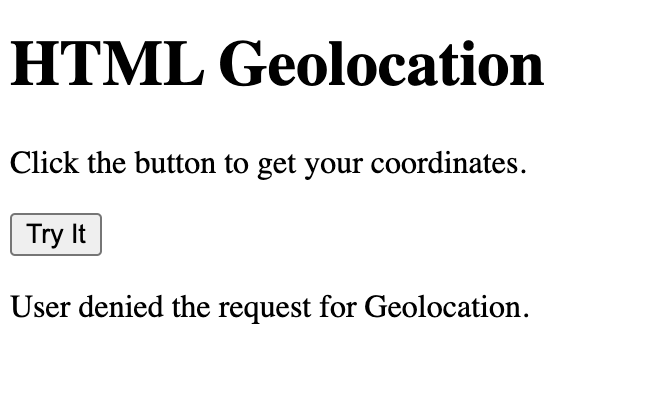 HTML Geolocation
Click the button to get your coordinates.
Try It
User denied the request for Geolocation.